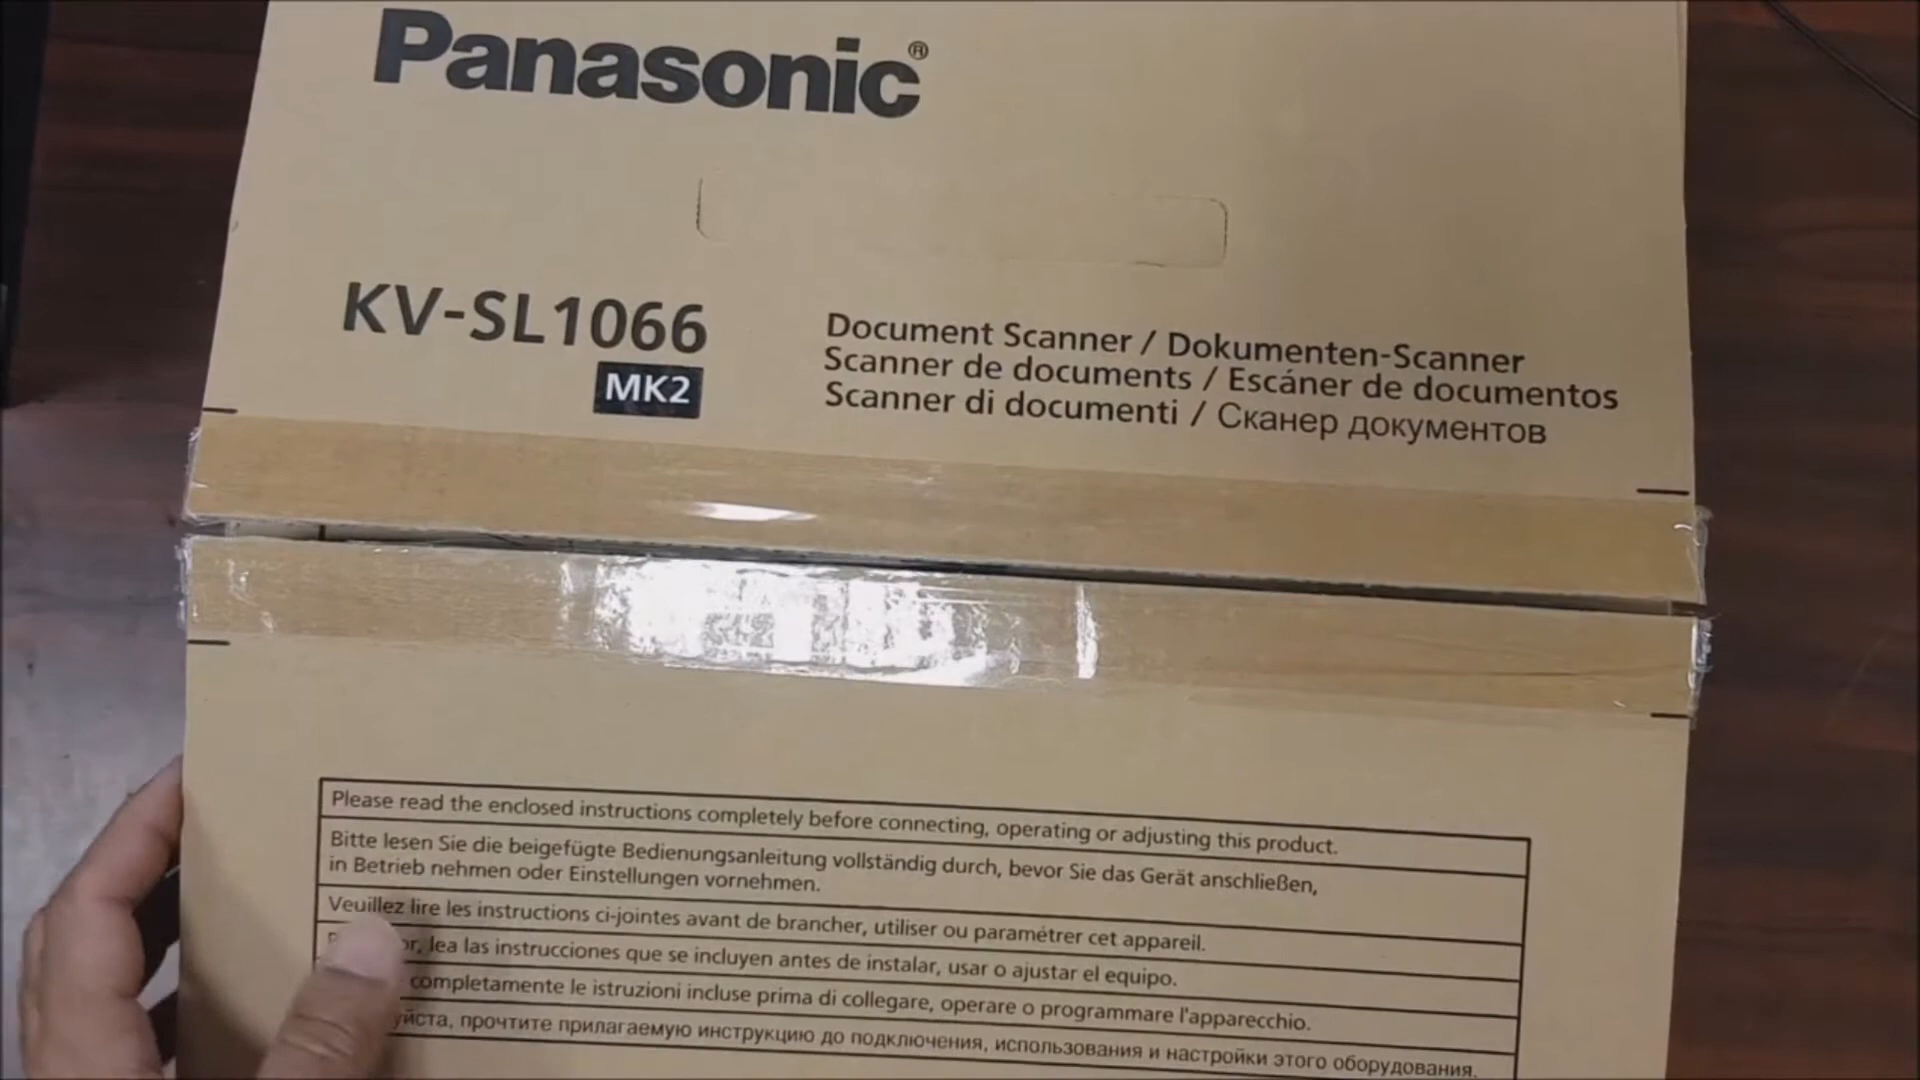 Panasonic®
KV-SL1066
MK2
Document Scanner / Dokumenten-Scanner
Scanner de documents / Escáner de documentos
Scanner di documenti / Сканер документов
Please read the enclosed instructions completely before connecting, operating or adjusting this product.
Bitte lesen Sie die beigefügte Bedienungsanleitung vollständig durch, bevor Sie das Gerät anschließen,
in Betrieb nehmen oder Einstellungen vornehmen.
Veuillez lire les instructions ci-jointes avant de brancher, utiliser ou paramétrer cet appareil.
lea las instrucciones que se incluyen antes de instalar, usar o ajustar el equipo.
completamente le istruzioni incluse prima di collegare, operare o programmare l'apparecchio.
прочтите прилагаемую инструкцию до подключения, использования и настройки этого оборудования.